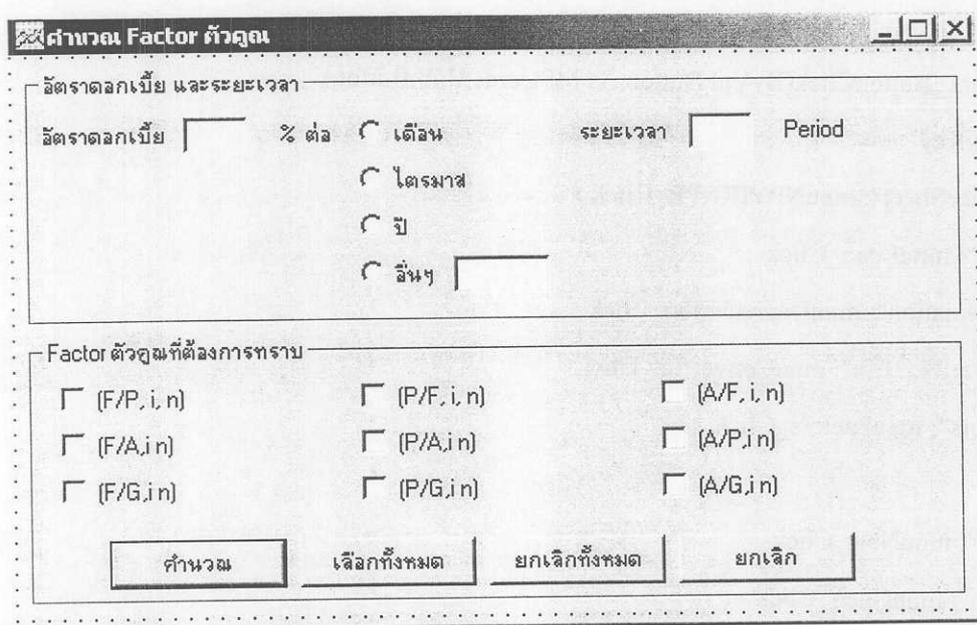 คำนวณ Factor ตัวคูณ
อัตราดอกเบี้ย และระยะเวลา
อัตราดอกเบี้ย % ต่อ เดือน ระยะเวลา Period
ไตรมาส
ปี
อื่นๆ
Factor ตัวคูณที่ต้องการทราบ
(F/P, i, n) (P/F, i, n) (A/F, i, n)
(F/A,i n) (P/A,i n) (A/P,i n)
(F/G,i n) (P/G,i n) (A/G,i n)
คำนวณ เลือกทั้งหมด ยกเลิกทั้งหมด ยกเลิก